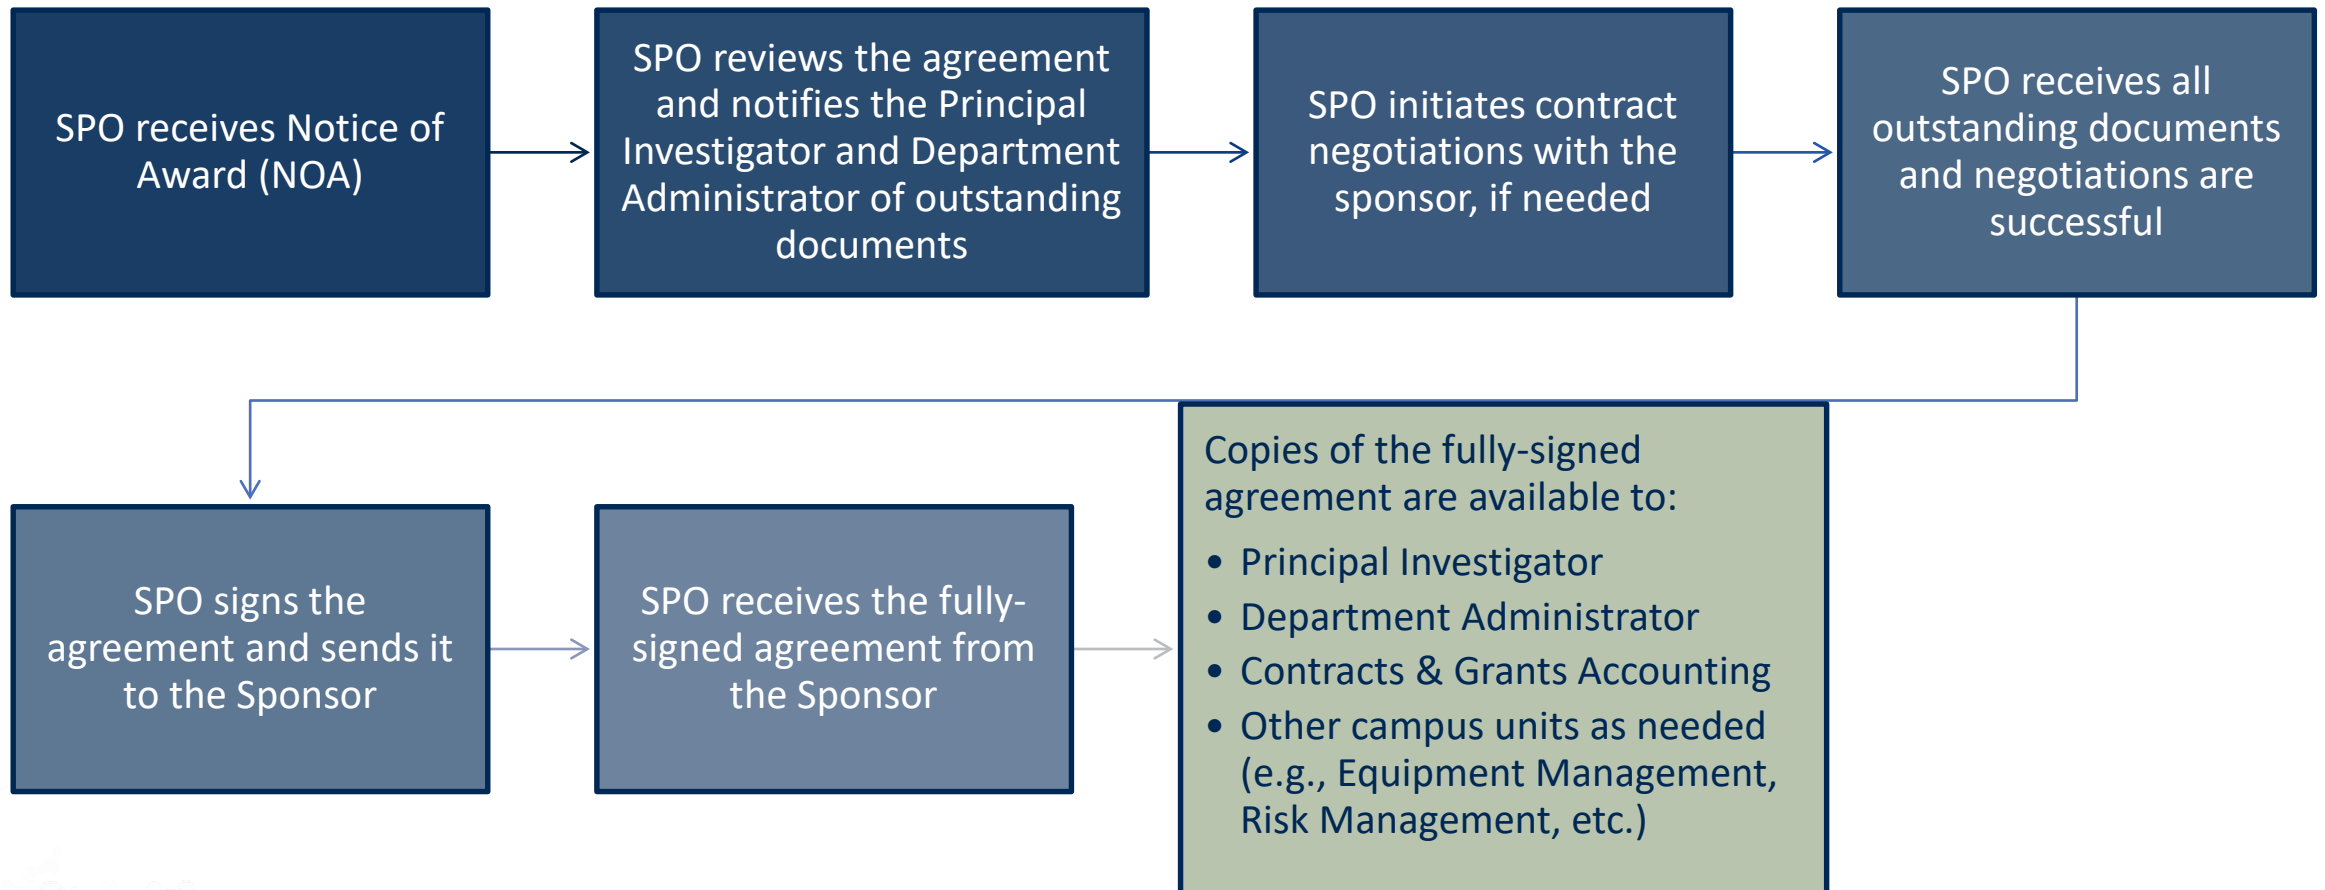 SPO receives Notice of
Award (NOA)
SPO reviews the agreement
and notifies the Principal
Investigator and Department
Administrator of outstanding
documents
SPO initiates contract
negotiations with the
sponsor, if needed
SPO receives all
outstanding documents
and negotiations are
successful
SPO signs the
agreement and sends it
to the Sponsor
SPO receives the fully-
signed agreement from
the Sponsor
Copies of the fully-signed
agreement are available to:
• Principal Investigator
• Department Administrator
• Contracts & Grants Accounting
• Other campus units as needed
(e.g., Equipment Management,
Risk Management, etc.)